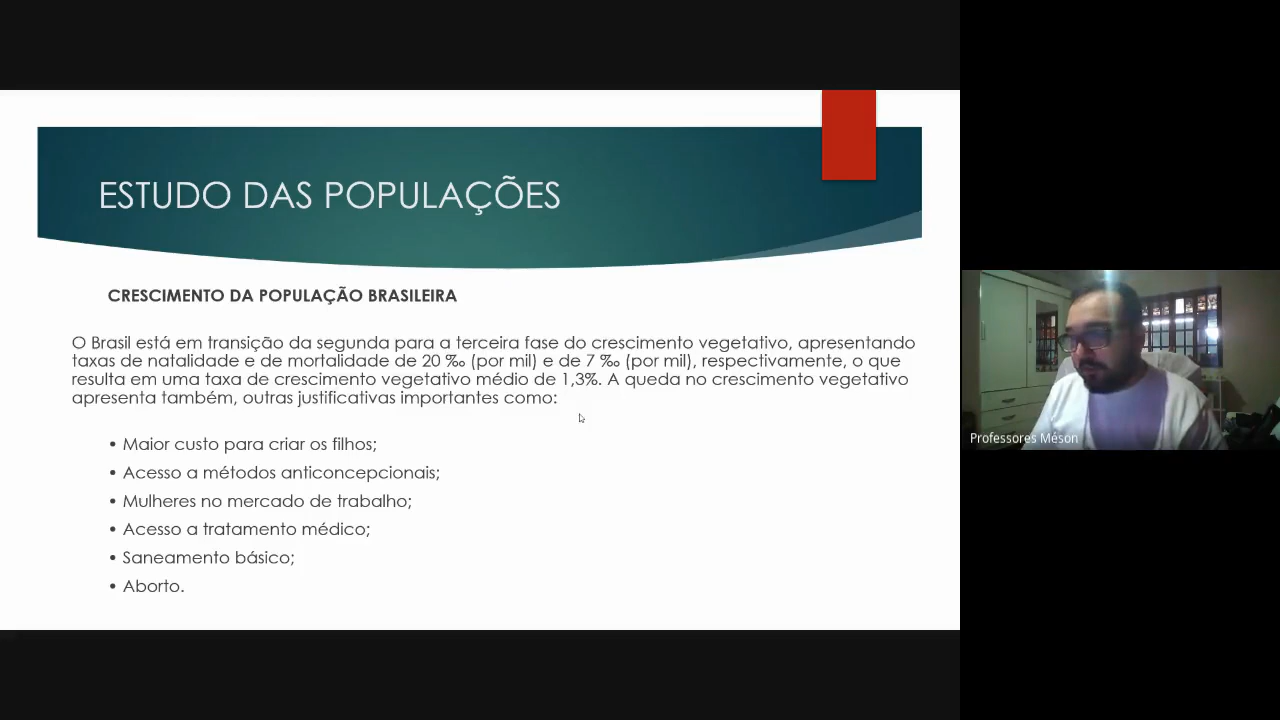 ESTUDO DAS POPULAÇÕES
CRESCIMENTO DA POPULAÇÃO BRASILEIRA
O Brasil está em transição da segunda para a terceira fase do crescimento vegetativo, apresentando
taxas de natalidade e de mortalidade de 20 ‰ (por mil) e de 7 ‰ (por mil), respectivamente, o que
resulta em uma taxa de crescimento vegetativo médio de 1,3%. A queda no crescimento vegetativo
apresenta também, outras justificativas importantes como:
• Maior custo para criar os filhos;
• Acesso a métodos anticoncepcionais;
• Mulheres no mercado de trabalho;
• Acesso a tratamento médico;
• Saneamento básico;
• Aborto.
Professores Méson